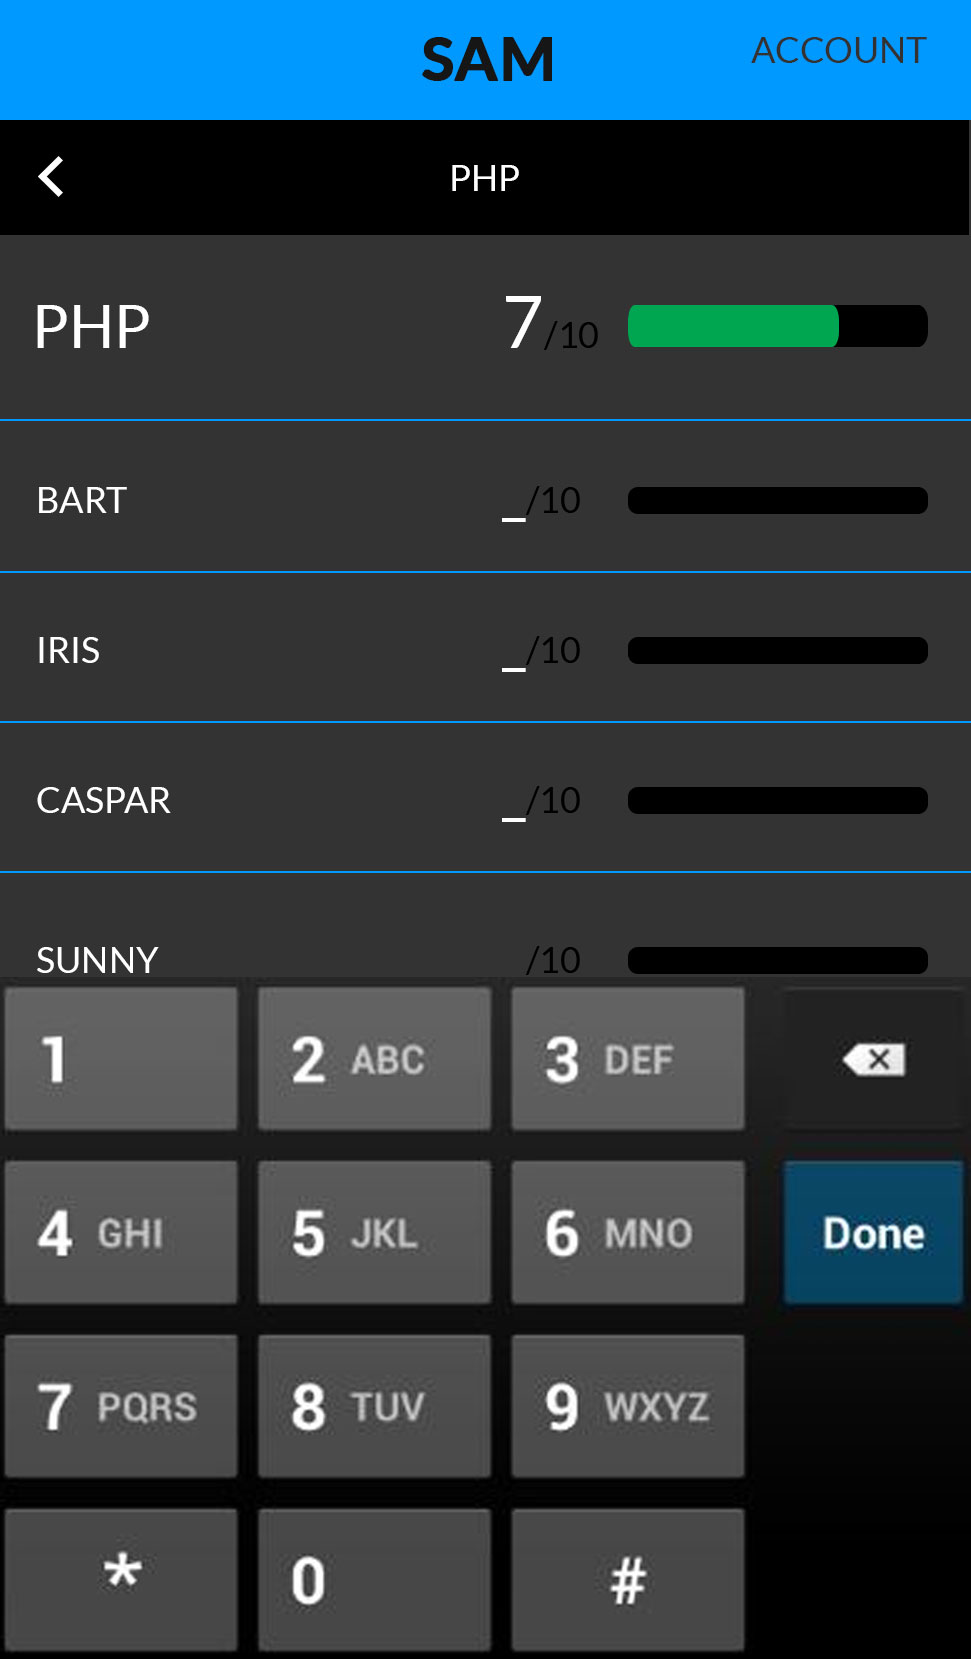 SAM ACCOUNT
PHP
PHP 7/10
BART _/10
IRIS _/10
CASPAR _/10
SUNNY /10
1 2 ABC 3 DEF
4 GHI 5 JKL 6 MNO Done
7 PQRS 8 TUV 9 WXYZ
* 0 #